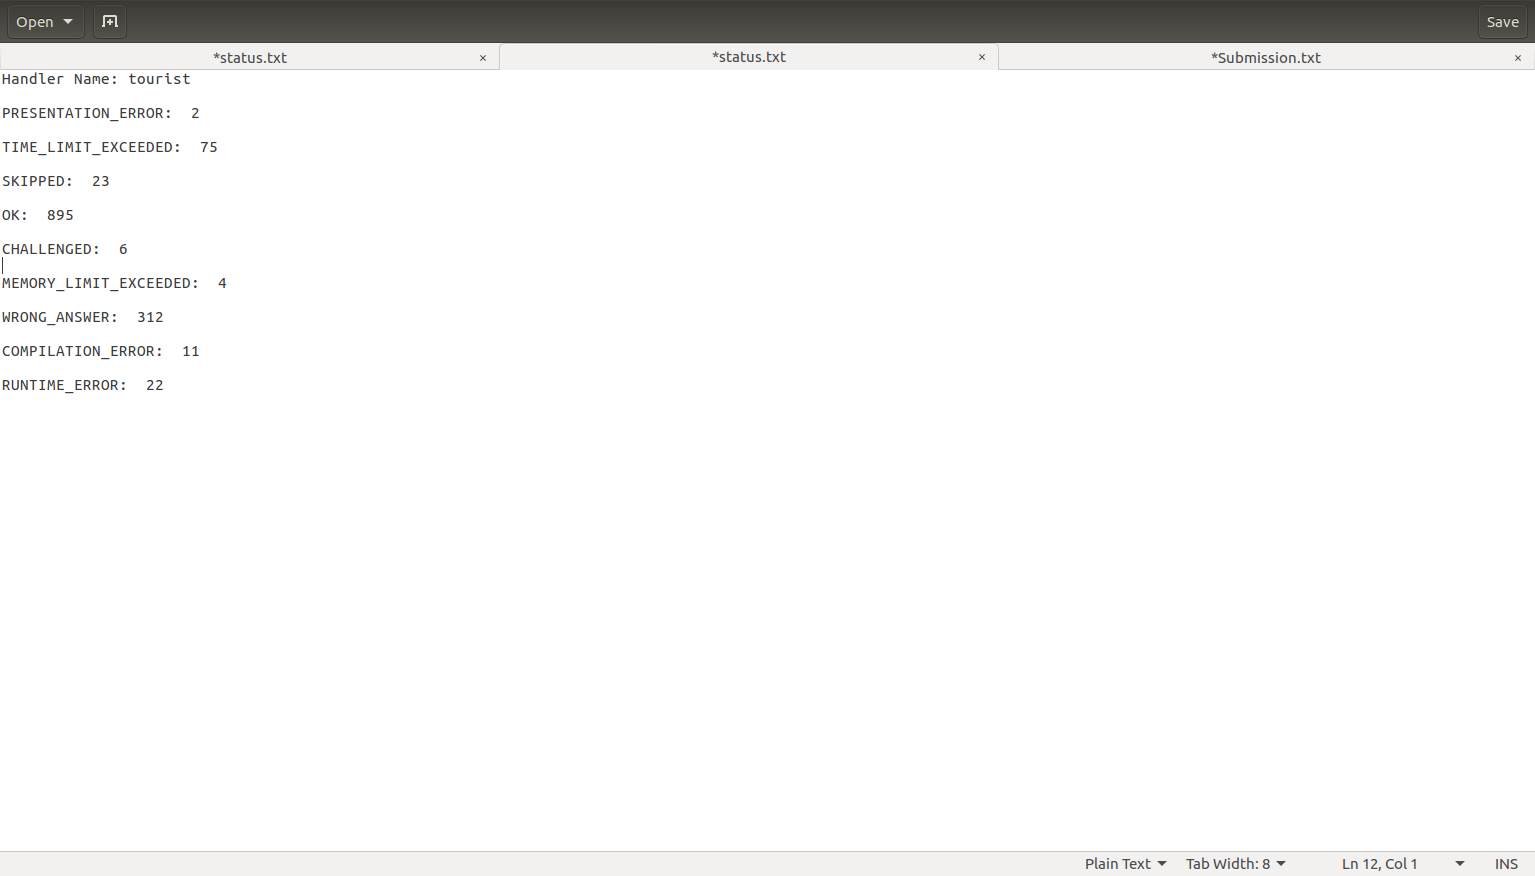 Open
Save
*status.txt ×
*status.txt ×
*Submission.txt ×
Handler Name: tourist
PRESENTATION_ERROR:  2
TIME_LIMIT_EXCEEDED:  75
SKIPPED:  23
OK:  895
CHALLENGED:  6
MEMORY_LIMIT_EXCEEDED:  4
WRONG_ANSWER:  312
COMPILATION_ERROR:  11
RUNTIME_ERROR:  22
Plain Text Tab Width: 8 Ln 12, Col 1 INS